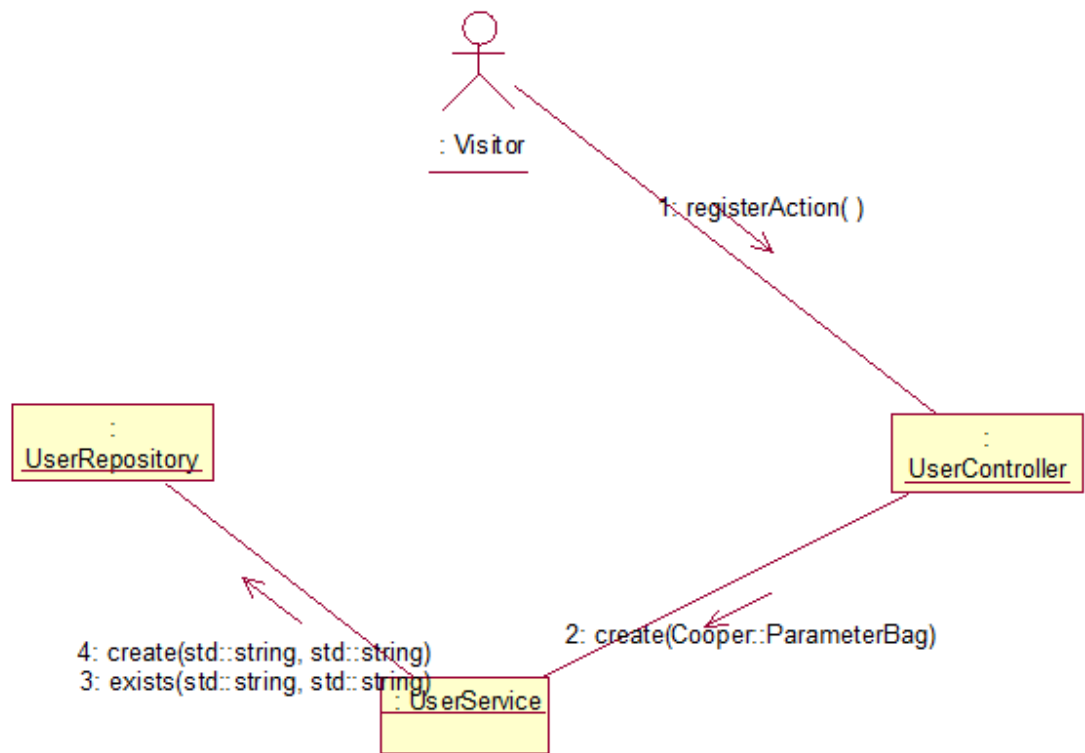 : Visitor
1: registerAction( )
:
UserRepository
:
UserController
2: create(Cooper::ParameterBag)
4: create(std::string, std::string)
3: exists(std::string, std::string)
: UserService